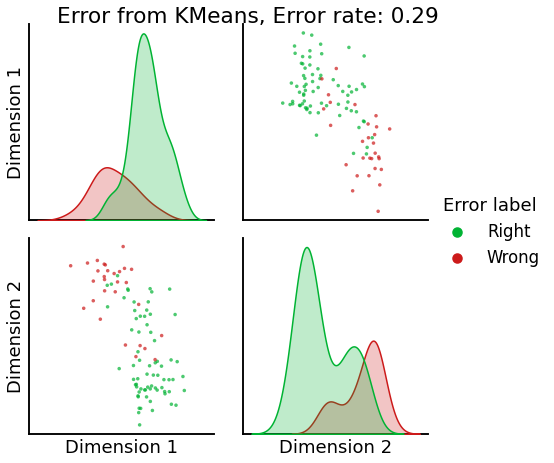 Error from KMeans, Error rate: 0.29
Dimension 1
Error label
Right
Wrong
Dimension 2
Dimension 1
Dimension 2